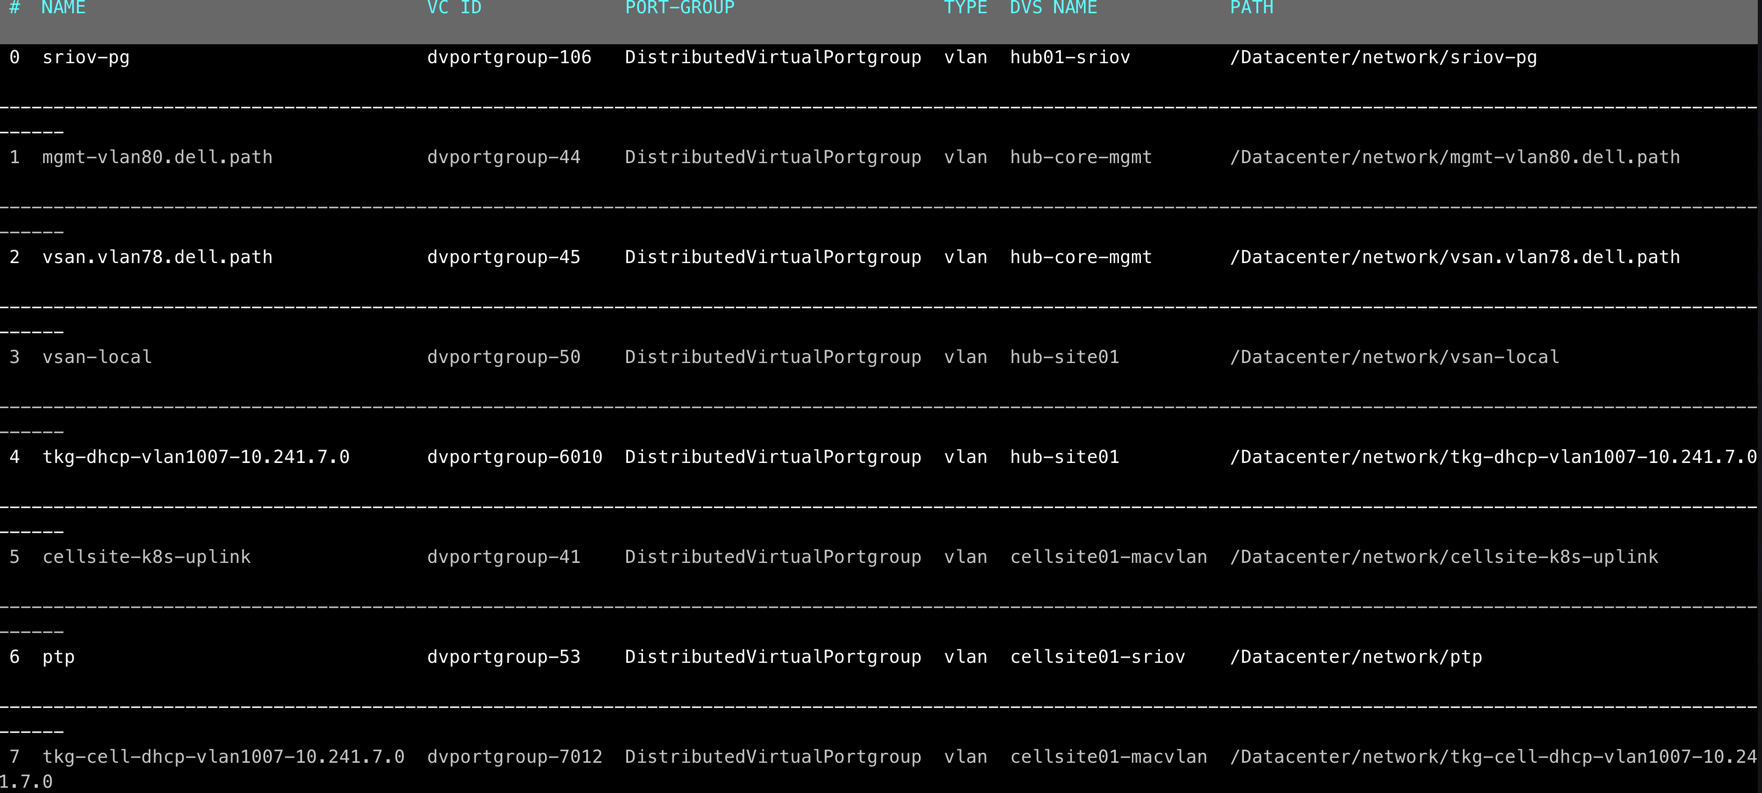 #  NAME  VC ID  PORT-GROUP  TYPE  DVS NAME  PATH
0  sriov-pg  dvportgroup-106  DistributedVirtualPortgroup  vlan  hub01-sriov  /Datacenter/network/sriov-pg
1  mgmt-vlan80.dell.path  dvportgroup-44  DistributedVirtualPortgroup  vlan  hub-core-mgmt  /Datacenter/network/mgmt-vlan80.dell.path
2  vsan.vlan78.dell.path  dvportgroup-45  DistributedVirtualPortgroup  vlan  hub-core-mgmt  /Datacenter/network/vsan.vlan78.dell.path
3  vsan-local  dvportgroup-50  DistributedVirtualPortgroup  vlan  hub-site01  /Datacenter/network/vsan-local
4  tkg-dhcp-vlan1007-10.241.7.0  dvportgroup-6010  DistributedVirtualPortgroup  vlan  hub-site01  /Datacenter/network/tkg-dhcp-vlan1007-10.241.7.0
5  cellsite-k8s-uplink  dvportgroup-41  DistributedVirtualPortgroup  vlan  cellsite01-macvlan  /Datacenter/network/cellsite-k8s-uplink
6  ptp  dvportgroup-53  DistributedVirtualPortgroup  vlan  cellsite01-sriov  /Datacenter/network/ptp
7  tkg-cell-dhcp-vlan1007-10.241.7.0  dvportgroup-7012  DistributedVirtualPortgroup  vlan  cellsite01-macvlan  /Datacenter/network/tkg-cell-dhcp-vlan1007-10.24
1.7.0